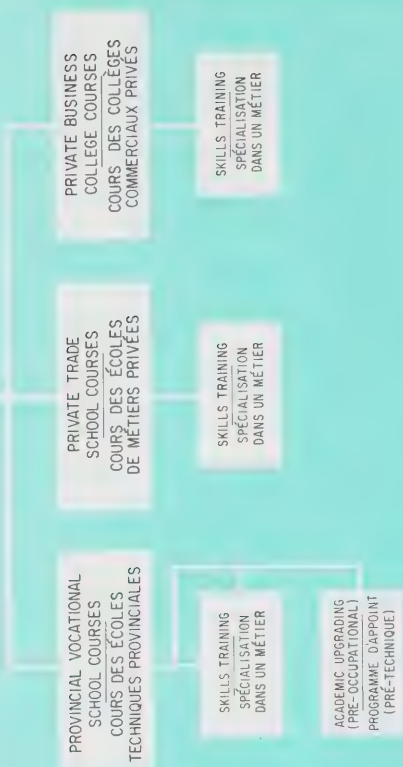 PROVINCIAL VOCATIONAL
SCHOOL COURSES
COURS DES ÉCOLES
TECHNIQUES PROVINCIALES
SKILLS TRAINING
SPÉCIALISATION
DANS UN MÉTIER
ACADEMIC UPGRADING
(PRE-OCCUPATIONAL)
PROGRAMME D'APPOINT
(PRÉ-TECHNIQUE)
PRIVATE TRADE
SCHOOL COURSES
COURS DES ÉCOLES
DE MÉTIERS PRIVÉES
SKILLS TRAINING
SPÉCIALISATION
DANS UN MÉTIER
PRIVATE BUSINESS
COLLEGE COURSES
COURS DES COLLÈGES
COMMERCIAUX PRIVÉS
SKILLS TRAINING
SPÉCIALISATION
DANS UN MÉTIER